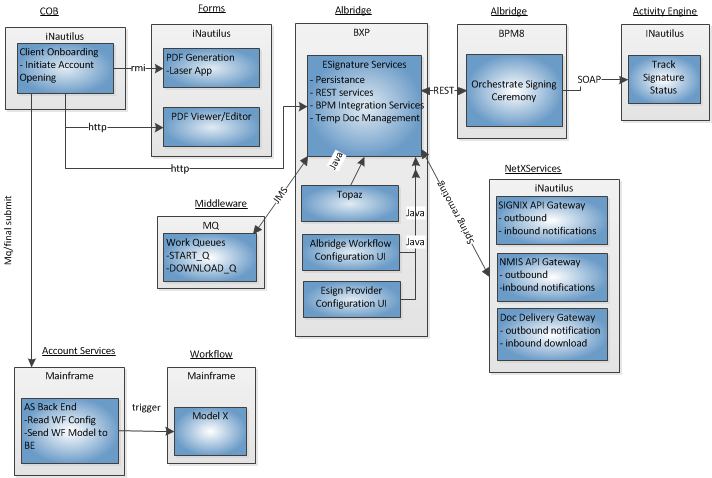 COB
iNautilus
Client Onboarding
- Initiate Account
Opening
rmi
http
http
Mq/final submit
Forms
iNautilus
PDF Generation
-Laser App
PDF Viewer/Editor
Albridge
BXP
ESignature Services
- Persistance
- REST services
- BPM Integration Services
- Temp Doc Management
Java
Topaz
Java
Albridge Workflow
Configuration UI
Java
Esign Provider
Configuration UI
REST
Albridge
BPM8
Orchestrate Signing
Ceremony
SOAP
Activity Engine
INautilus
Track
Signature
Status
JMS
Middleware
MQ
Work Queues
-START_Q
-DOWNLOAD_Q
Spring remoting
NetXServices
iNautilus
SIGNIX API Gateway
- outbound
- inbound notifications
NMIS API Gateway
- outbound
-inbound notifications
Doc Delivery Gateway
- outbound notification
- inbound download
Account Services
Mainframe
AS Back End
-Read WF Config
-Send WF Model to
BE
trigger
Workflow
Mainframe
Model X